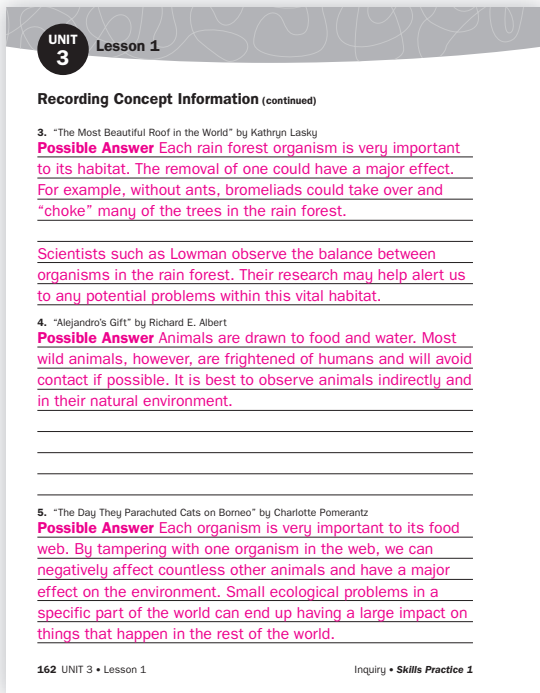 UNIT
3
Lesson 1
Recording Concept Information (continued)
3. “The Most Beautiful Roof in the World” by Kathryn Lasky
Possible Answer Each rain forest organism is very important
to its habitat. The removal of one could have a major effect.
For example, without ants, bromeliads could take over and
“choke” many of the trees in the rain forest.
Scientists such as Lowman observe the balance between
organisms in the rain forest. Their research may help alert us
to any potential problems within this vital habitat.
4. “Alejandro’s Gift” by Richard E. Albert
Possible Answer Animals are drawn to food and water. Most
wild animals, however, are frightened of humans and will avoid
contact if possible. It is best to observe animals indirectly and
in their natural environment.
5. “The Day They Parachuted Cats on Borneo” by Charlotte Pomerantz
Possible Answer Each organism is very important to its food
web. By tampering with one organism in the web, we can
negatively affect countless other animals and have a major
effect on the environment. Small ecological problems in a
specific part of the world can end up having a large impact on
things that happen in the rest of the world.
162 UNIT 3 • Lesson 1
Inquiry • Skills Practice 1